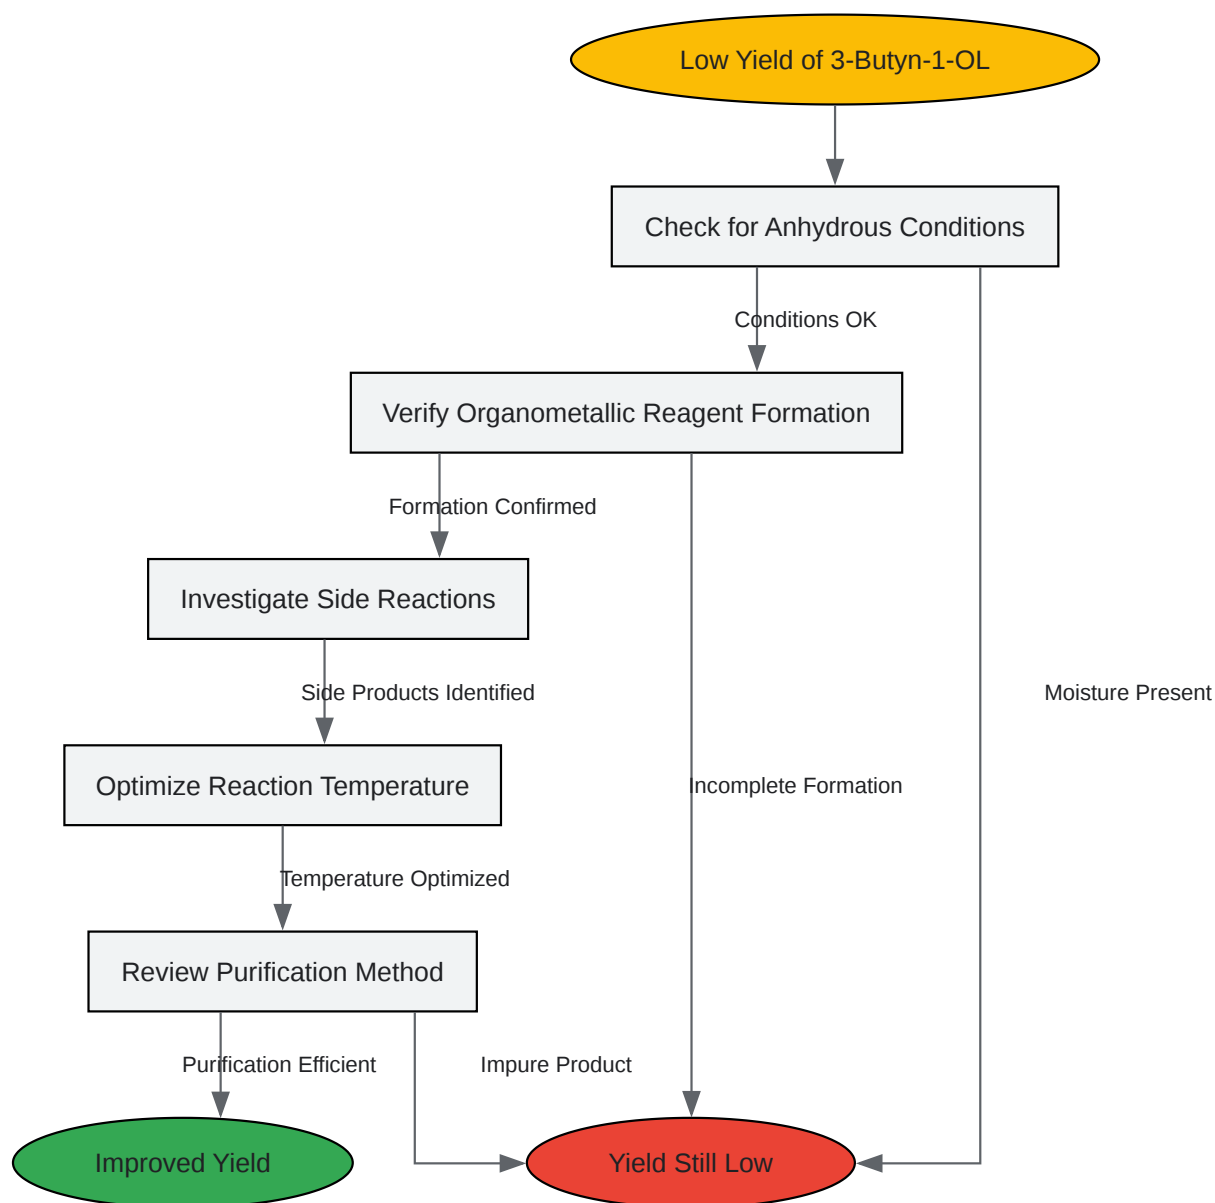 Low Yield of 3-Butyn-1-OL
Check for Anhydrous Conditions
Conditions OK
Verify Organometallic Reagent Formation
Formation Confirmed
Investigate Side Reactions
Side Products Identified
Moisture Present
Optimize Reaction Temperature
Incomplete Formation
Temperature Optimized
Review Purification Method
Purification Efficient
Impure Product
Improved Yield
Yield Still Low